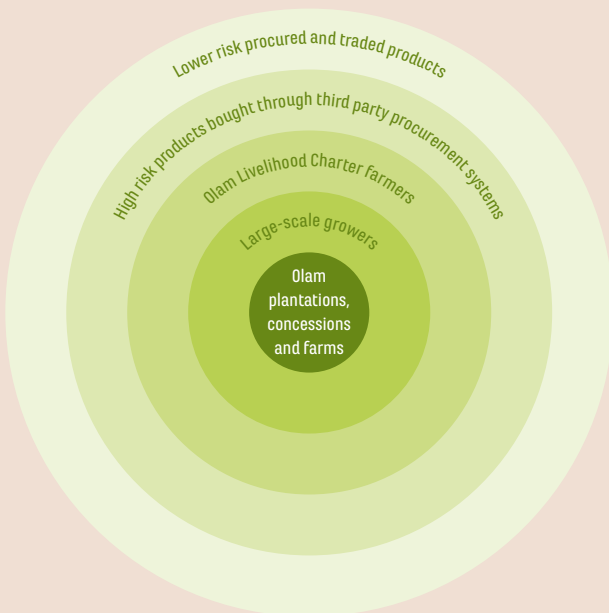 Lower risk procured and traded products
High risk products bought through third party procurement systems
Olam Livelihood Charter farmers
Large-scale growers
Olam
plantations,
concessions
and farms